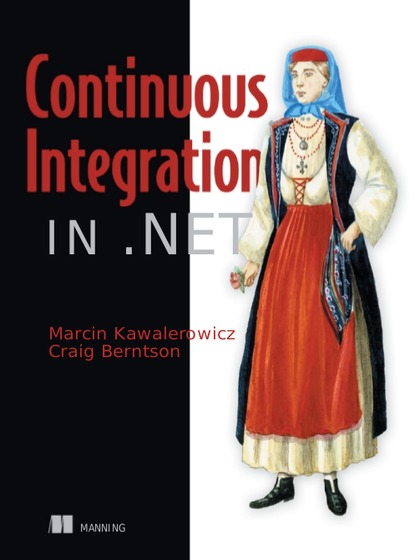 Continuous
Integration
IN .NET
Marcin Kawalerowicz
Craig Berntson
MANNING